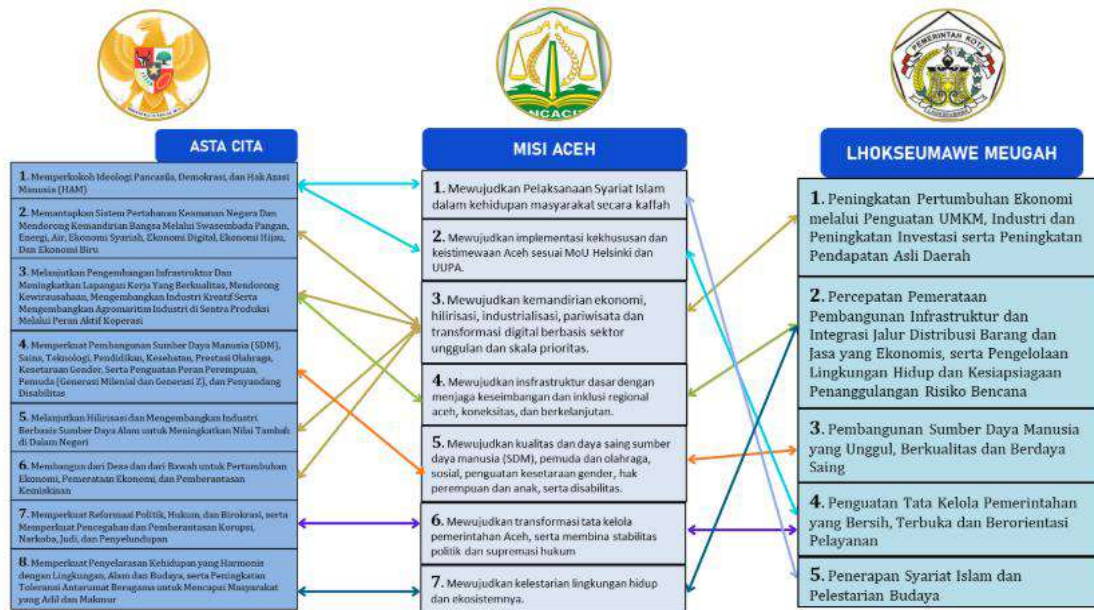 PEMERINTAH KOTA
ASTA CITA
1. Memperkokoh Ideologi Pancasila, Demokrasi, dan Hak Azasi
Manusia (HAM)
2. Memantapkan Sistem Pertahanan Keamanan Negara Dan
Mendorong Kemandirian Bangsa Melalui Swasembada Pangan,
Energi, Air, Ekonomi Syariah, Ekonomi Digital, Ekonomi Hijau,
Dan Ekonomi Biru
3. Melanjutkan Pengembangan Infrastruktur Dan
Meningkatkan Lapangan Kerja Yang Berkualitas, Mendorong
Kewirausahaan, Mengembangkan Industri Kreatif Serta
Mengembangkan Agromaritim Industri di Sentra Produksi
Melalui Peran Aktif Koperasi
4. Memperkuat Pembangunan Sumber Daya Manusia (SDM),
Sains, Teknologi, Pendidikan, Kesehatan, Prestasi Olahraga,
Kesetaraan Gender, Serta Penguatan Peran Perempuan,
Pemuda (Generasi Milenial dan Generasi Z), dan Penyandang
Disabilitas
5. Melanjutkan Hilirisasi dan Mengembangkan Industri
Berbasis Sumber Daya Alam untuk Meningkatkan Nilai Tambah
di Dalam Negeri
6. Membangun dari Desa dan dari Bawah untuk Pertumbuhan
Ekonomi, Pemerataan Ekonomi, dan Pemberantasan
Kemiskinan
7. Memperkuat Reformasi Politik, Hukum, dan Birokrasi, serta
Memperkuat Pencegahan dan Pemberantasan Korupsi,
Narkoba, Judi, dan Penyelundupan
8. Memperkuat Penyelarasan Kehidupan yang Harmonis
dengan Lingkungan, Alam dan Budaya, serta Peningkatan
Toleransi Antarumat Beragama untuk Mencapai Masyarakat
yang Adil dan Makmur
MISI ACEH
1. Mewujudkan Pelaksanaan Syariat Islam
dalam kehidupan masyarakat secara kaffah
2. Mewujudkan implementasi kekhususan dan
keistimewaan Aceh sesuai MoU Helsinki dan
UUPA.
3. Mewujudkan kemandirian ekonomi,
hilirisasi, industrialisasi, pariwisata dan
transformasi digital berbasis sektor
unggulan dan skala prioritas.
4. Mewujudkan insfrastruktur dasar dengan
menjaga keseimbangan dan inklusi regional
aceh, koneksitas, dan berkelanjutan.
5. Mewujudkan kualitas dan daya saing sumber
daya manusia (SDM), pemuda dan olahraga,
sosial, penguatan kesetaraan gender, hak
perempuan dan anak, serta disabilitas.
6. Mewujudkan transformasi tata kelola
pemerintahan Aceh, serta membina stabilitas
politik dan supremasi hukum
7. Mewujudkan kelestarian lingkungan hidup
dan ekosistemnya.
LHOKSEUMAWE MEUGAH
1. Peningkatan Pertumbuhan Ekonomi
melalui Penguatan UMKM, Industri dan
Peningkatan Investasi serta Peningkatan
Pendapatan Asli Daerah
2. Percepatan Pemerataan
Pembangunan Infrastruktur dan
Integrasi Jalur Distribusi Barang dan
Jasa yang Ekonomis, serta Pengelolaan
Lingkungan Hidup dan Kesiapsiagaan
Penanggulangan Risiko Bencana
3. Pembangunan Sumber Daya Manusia
yang Unggul, Berkualitas dan Berdaya
Saing
4. Penguatan Tata Kelola Pemerintahan
yang Bersih, Terbuka dan Berorientasi
Pelayanan
5. Penerapan Syariat Islam dan
Pelestarian Budaya